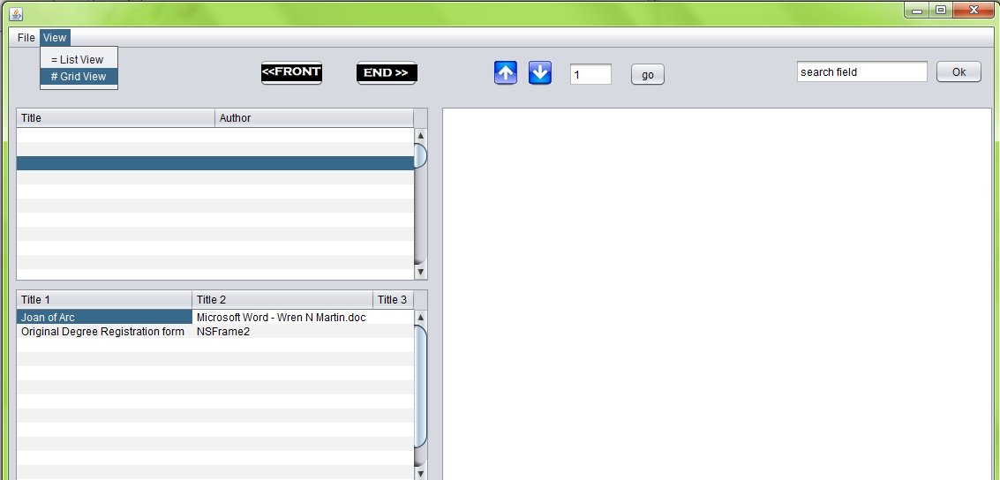 File View
= List View
# Grid View
<<FRONT END >> 1 go search field Ok
Title Author
Title 1 Title 2 Title 3
Joan of Arc Microsoft Word - Wren N Martin.doc
Original Degree Registration form NSFrame2